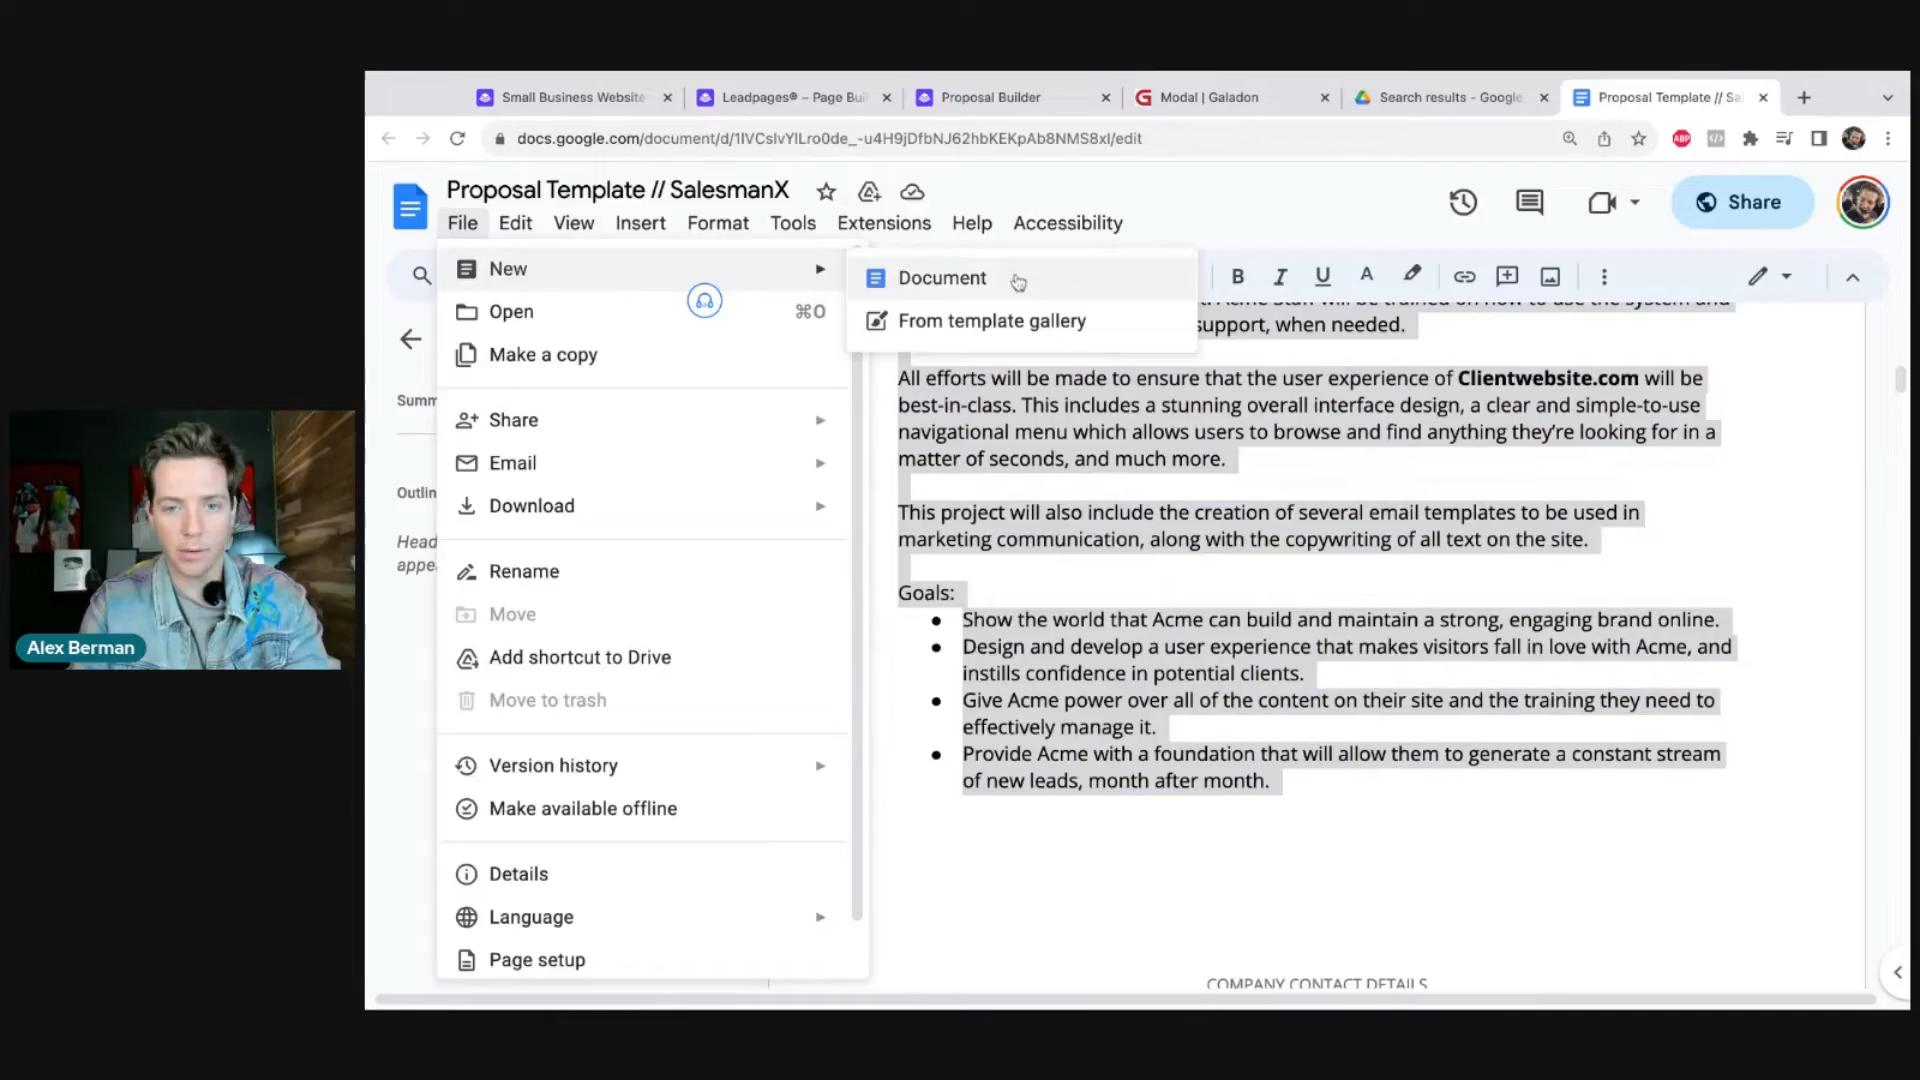 Small Business Website
Leadpages® – Page Bui
Proposal Builder
Modal | Galadon
Search results - Google
Proposal Template // Sa
docs.google.com/document/d/1IVCsIvYlLro0de_-u4H9jDfbNJ62hbKEKpAb8NMS8xI/edit
ABP
Proposal Template // SalesmanX
File Edit View Insert Format Tools Extensions Help Accessibility
Share
New
Open ⌘O
Make a copy
Share
Email
Download
Rename
Move
Add shortcut to Drive
Move to trash
Version history
Make available offline
Details
Language
Page setup
Document
From template gallery
B I U A
Summ
Outlin
Head
appe
support, when needed.
All efforts will be made to ensure that the user experience of Clientwebsite.com will be
best-in-class. This includes a stunning overall interface design, a clear and simple-to-use
navigational menu which allows users to browse and find anything they’re looking for in a
matter of seconds, and much more.
This project will also include the creation of several email templates to be used in
marketing communication, along with the copywriting of all text on the site.
Goals:
Show the world that Acme can build and maintain a strong, engaging brand online.
Design and develop a user experience that makes visitors fall in love with Acme, and
instills confidence in potential clients.
Give Acme power over all of the content on their site and the training they need to
effectively manage it.
Provide Acme with a foundation that will allow them to generate a constant stream
of new leads, month after month.
COMPANY CONTACT DETAILS
Alex Berman